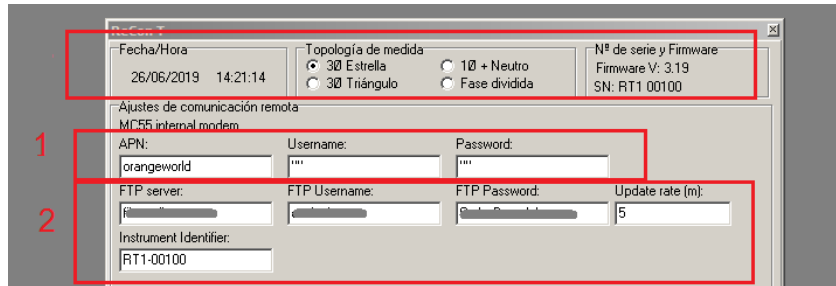 ReCon T
Fecha/Hora
26/06/2019 14:21:14
Topología de medida
3Ø Estrella
1Ø + Neutro
3Ø Triángulo
Fase dividida
Nº de serie y Firmware
Firmware V: 3.19
SN: RT1 00100
Ajustes de comunicación remota
MC55 internal modem
1
APN: Username: Password:
orangeworld "" ""
2
FTP server: FTP Username: FTP Password: Update rate (m):
5
Instrument Identifier:
RT1-00100